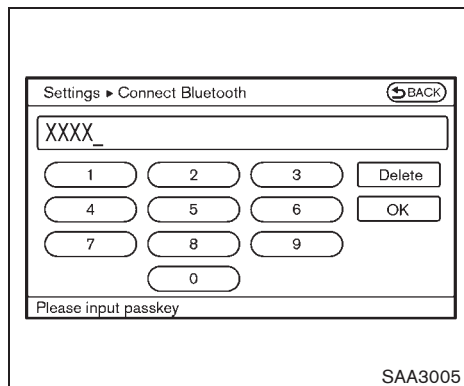 Settings ▸ Connect Bluetooth BACK
XXXX_
1 2 3 Delete
4 5 6 OK
7 8 9
0
Please input passkey
SAA3005